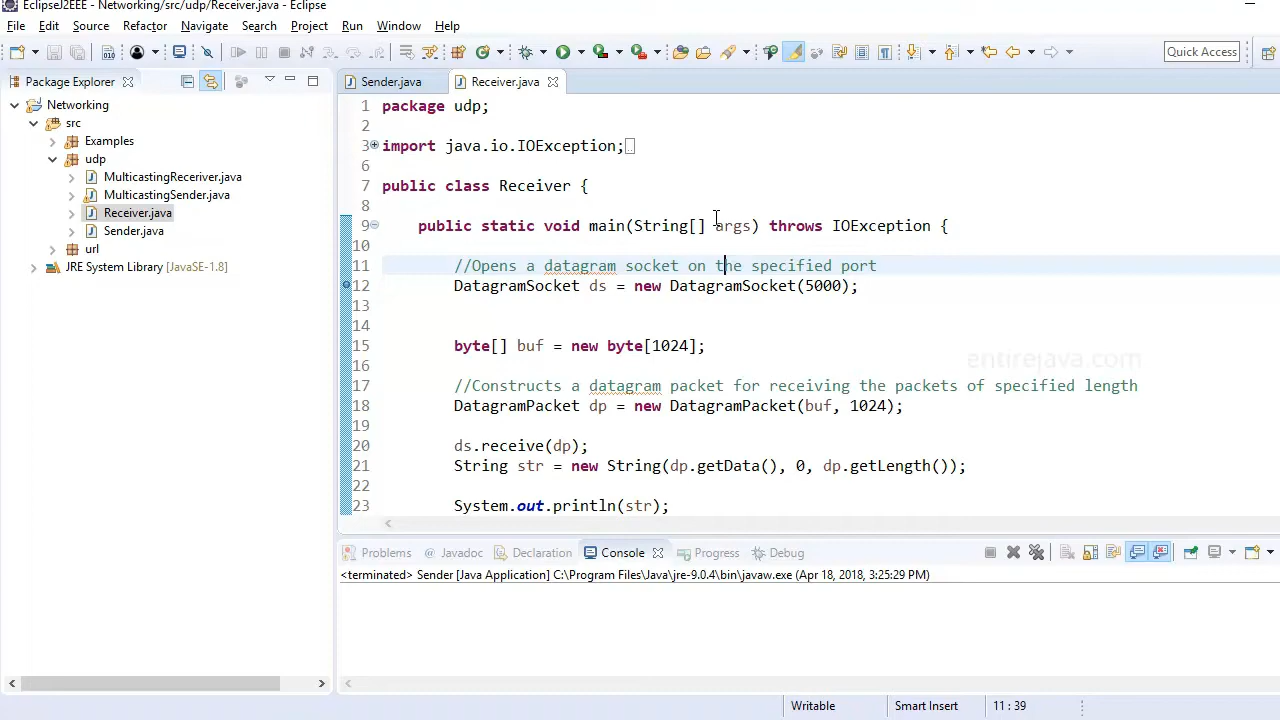 EclipseJ2EEE - Networking/src/udp/Receiver.java - Eclipse
File Edit Source Refactor Navigate Search Project Run Window Help
Quick Access
Package Explorer
Networking
src
Examples
udp
MulticastingReceriver.java
MulticastingSender.java
Receiver.java
Sender.java
url
JRE System Library [JavaSE-1.8]
Sender.java Receiver.java
1 package udp;
2
3 import java.io.IOException;
6
7 public class Receiver {
8
9 public static void main(String[] args) throws IOException {
10
11 //Opens a datagram socket on the specified port
12 DatagramSocket ds = new DatagramSocket(5000);
13
14
15 byte[] buf = new byte[1024];
entirejava.com
16
17 //Constructs a datagram packet for receiving the packets of specified length
18 DatagramPacket dp = new DatagramPacket(buf, 1024);
19
20 ds.receive(dp);
21 String str = new String(dp.getData(), 0, dp.getLength());
22
23 System.out.println(str);
Problems Javadoc Declaration Console Progress Debug
<terminated> Sender [Java Application] C:\Program Files\Java\jre-9.0.4\bin\javaw.exe (Apr 18, 2018, 3:25:29 PM)
Writable Smart Insert 11 : 39